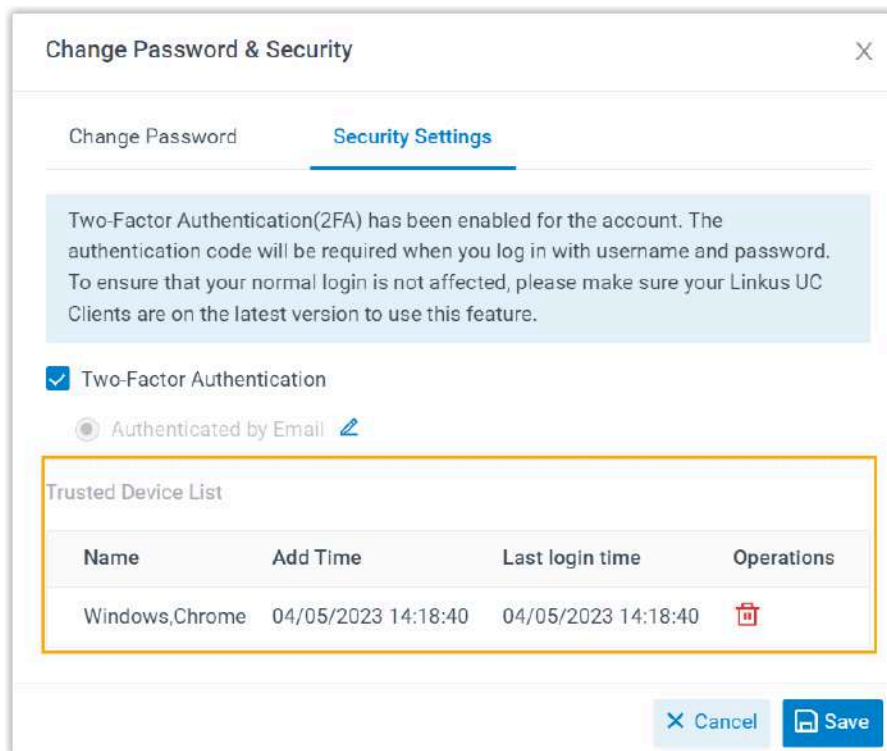 Change Password & Security
Change Password Security Settings
Two-Factor Authentication(2FA) has been enabled for the account. The
authentication code will be required when you log in with username and password.
To ensure that your normal login is not affected, please make sure your Linkus UC
Clients are on the latest version to use this feature.
Two-Factor Authentication
Authenticated by Email
Trusted Device List
Name Add Time Last login time Operations
Windows,Chrome 04/05/2023 14:18:40 04/05/2023 14:18:40
Cancel Save